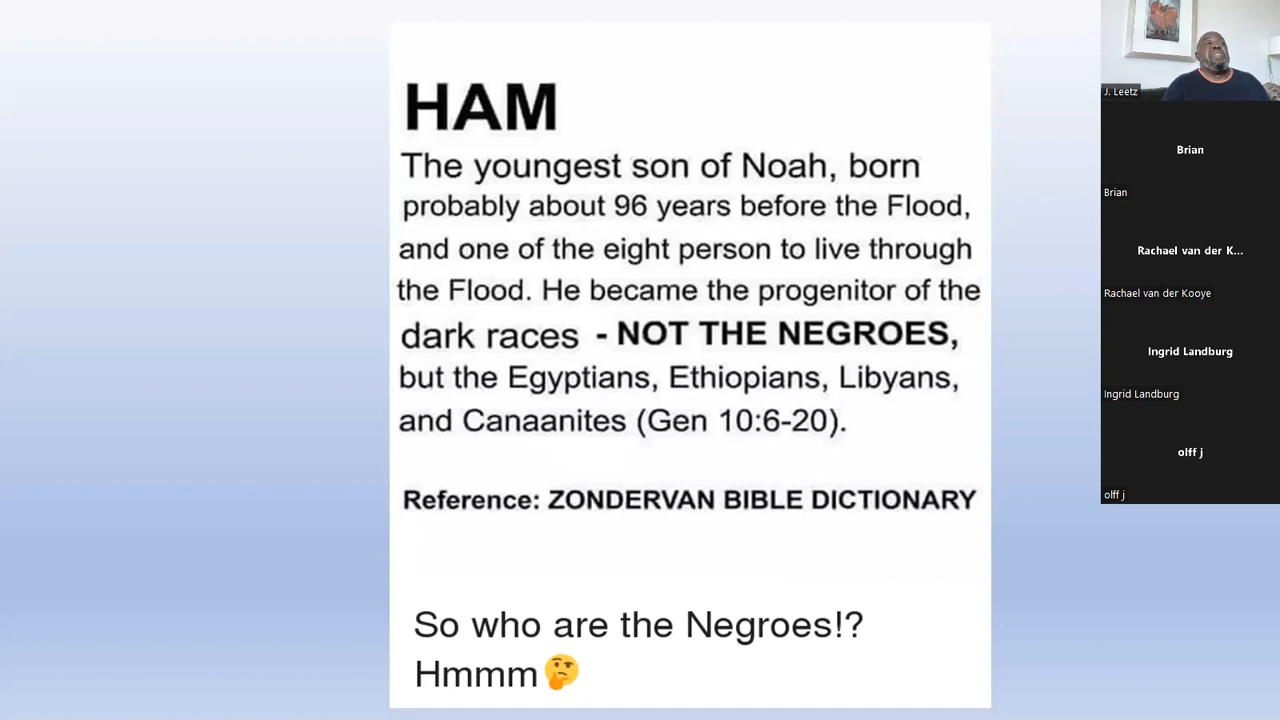 HAM
The youngest son of Noah, born
probably about 96 years before the Flood,
and one of the eight person to live through
the Flood. He became the progenitor of the
dark races - NOT THE NEGROES,
but the Egyptians, Ethiopians, Libyans,
and Canaanites (Gen 10:6-20).
Reference: ZONDERVAN BIBLE DICTIONARY
So who are the Negroes!?
Hmmm🤔
J. Leetz
Brian
Brian
Rachael van der K...
Rachael van der Kooye
Ingrid Landburg
Ingrid Landburg
olff j
olff j